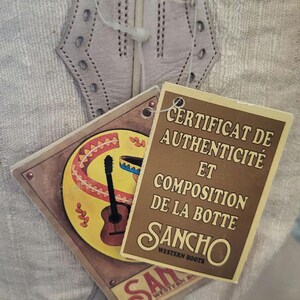 CERTIFICAT DE
AUTHENTICITÉ
ET
COMPOSITION
DE LA BOTTE
SANCHO
WESTERN BOOTS